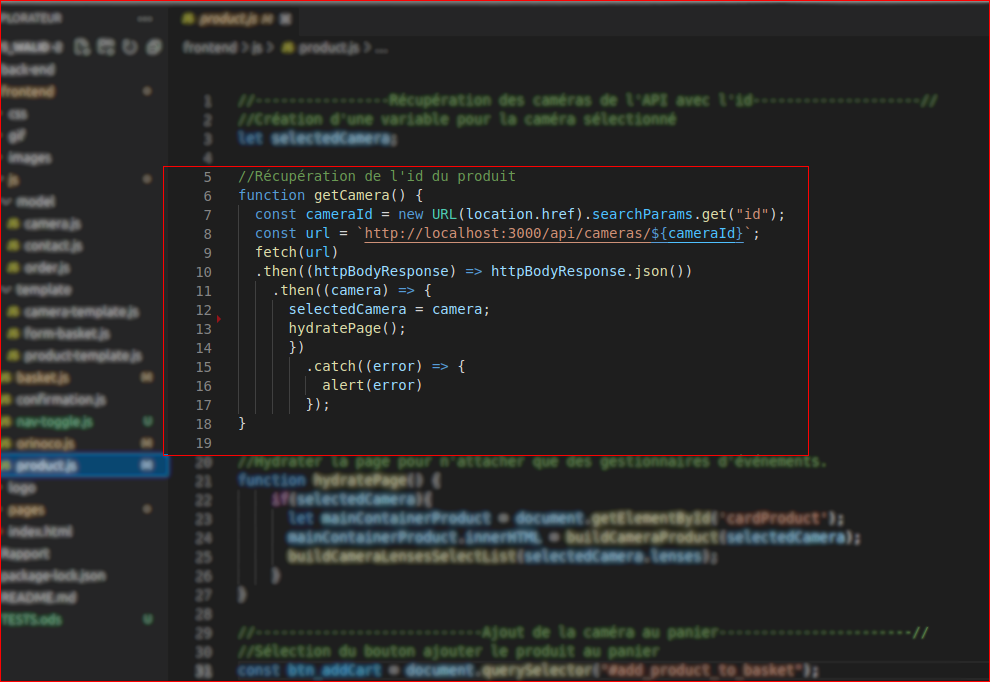 PLORATEUR
product.js M
frontend > js > product.js > ...
back-end
frontend
css
gif
images
js
model
camera.js
contact.js
order.js
template
camera-template.js
form-basket.js
product-template.js
basket.js M
confirmation.js
nav-toggle.js U
orinoco.js M
product.js M
logo
pages
index.html
Rapport
package-lock.json
README.md
TESTS.ods U
1 //----------------Récupération des caméras de l'API avec l'id--------------------//
2 //Création d'une variable pour la caméra sélectionné
3 let selectedCamera;
4
5 //Récupération de l'id du produit
6 function getCamera() {
7 const cameraId = new URL(location.href).searchParams.get("id");
8 const url = `http://localhost:3000/api/cameras/${cameraId}`;
9 fetch(url)
10 .then((httpBodyResponse) => httpBodyResponse.json())
11 .then((camera) => {
12 selectedCamera = camera;
13 hydratePage();
14 })
15 .catch((error) => {
16 alert(error)
17 });
18 }
19
20 //Hydrater la page pour n'attacher que des gestionnaires d'événements.
21 function hydratePage() {
22 if(selectedCamera){
23 let mainContainerProduct = document.getElementById('cardProduct');
24 mainContainerProduct.innerHTML = buildCameraProduct(selectedCamera);
25 buildCameraLensesSelectList(selectedCamera.lenses);
26 }
27 }
28
29 //---------------------------Ajout de la caméra au panier-----------------------//
30 //Sélection du bouton ajouter le produit au panier
31 const btn_addCart = document.querySelector("#add_product_to_basket");